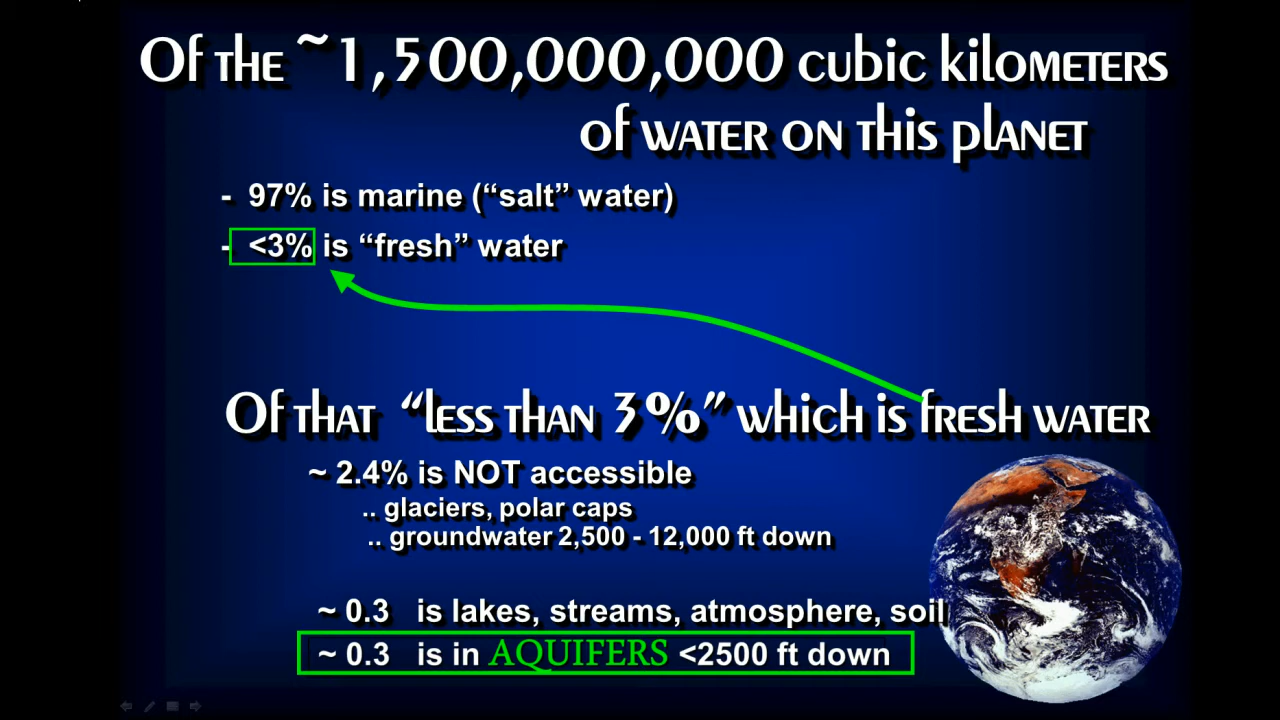 Of the ~1,500,000,000 cubic kilometers
of water on this planet
- 97% is marine (“salt” water)
- <3% is “fresh” water
Of that “less than 3%” which is fresh water
~ 2.4% is NOT accessible
.. glaciers, polar caps
.. groundwater 2,500 - 12,000 ft down
~ 0.3 is lakes, streams, atmosphere, soil
~ 0.3 is in AQUIFERS <2500 ft down